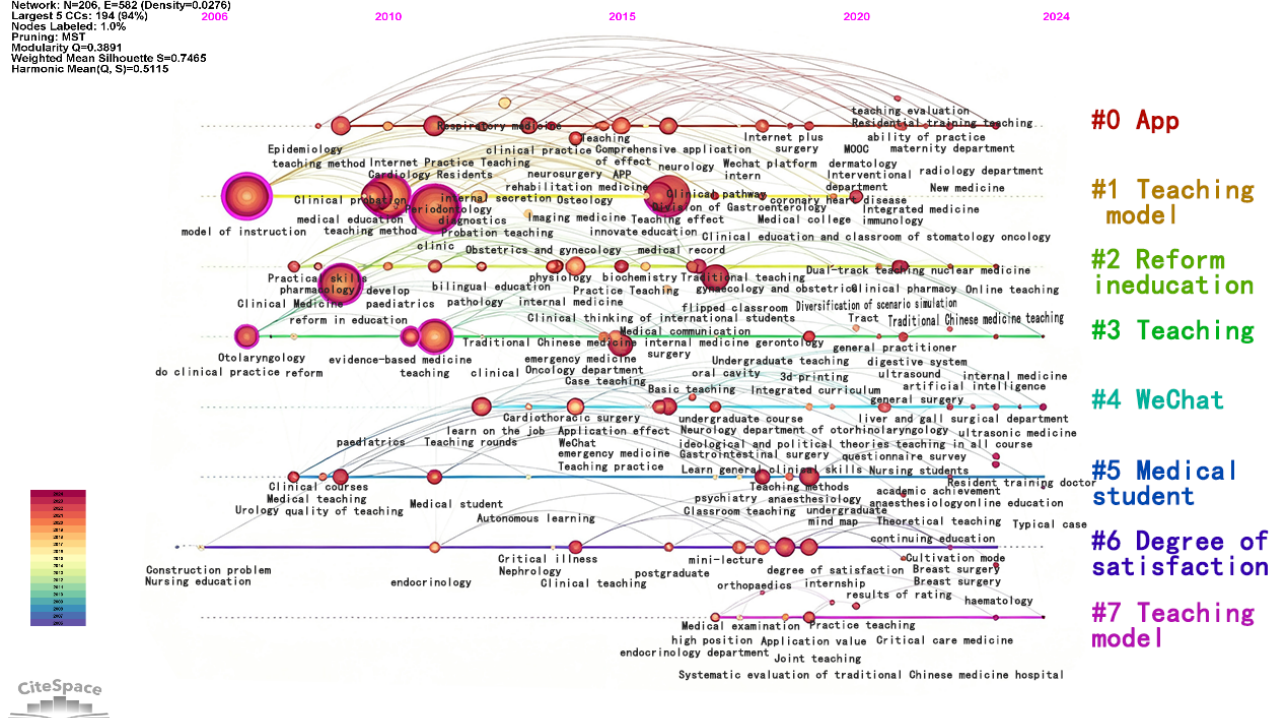 Network: N=206, E=582 (Density=0.0276)
Largest 5 CCs: 194 (94%)
Nodes Labeled: 1.0%
Pruning: MST
Modularity Q=0.3891
Weighted Mean Silhouette S=0.7465
Harmonic Mean(Q, S)=0.5115
2006 2010 2015 2020 2024
teaching evaluation
Respiratory medicine
Residential training teaching
#0 App
Teaching
Internet plus
ability of practice
Epidemiology
clinical practice
Comprehensive application
surgery
MOOC
maternity department
teaching method
Internet Practice Teaching
of effect
neurology
Wechat platform
dermatology
Cardiology Residents
neurosurgery
APP
intern
Interventional
department
radiology department
rehabilitation medicine
New medicine
#1 Teaching
model
Clinical probation
internal secretion
Osteology
Clinical pathway
coronary heart disease
Periodontology
Division of Gastroenterology
Integrated medicine
medical education
diagnostics
Imaging medicine
Teaching effect
Medical college
immunology
model of instruction
teaching method
Probation teaching
innovate education
Clinical education and classroom of stomatology oncology
clinic
Obstetrics and gynecology
medical record
#2 Reform
ineducation
Practical skills
physiology
biochemistry
Traditional teaching
Dual-track teaching
nuclear medicine
pharmacology
develop
bilingual education
Practice Teaching
gynaecology and obstetrics
Clinical pharmacy
Online teaching
Clinical Medicine
paediatrics
pathology
internal medicine
flipped classroom
Diversification of scenario simulation
reform in education
Clinical thinking of international students
Tract
Traditional Chinese medicine teaching
#3 Teaching
Medical communication
Traditional Chinese medicine
internal medicine
gerontology
general practitioner
Otolaryngology
evidence-based medicine
emergency medicine
surgery
Undergraduate teaching
digestive system
do clinical practice
reform
teaching
clinical
Oncology department
oral cavity
3d-printing
ultrasound
internal medicine
Case teaching
Basic teaching
Integrated curriculum
artificial intelligence
general surgery
#4 WeChat
Cardiothoracic surgery
undergraduate course
liver and gall surgical department
learn on the job
Application effect
Neurology department of otorhinolaryngology
ultrasonic medicine
paediatrics
Teaching rounds
WeChat
ideological and political theories teaching in all course
emergency medicine
Gastrointestinal surgery
questionnaire survey
Teaching practice
Learn general clinical skills
Nursing students
#5 Medical
student
Clinical courses
Teaching methods
Resident training doctor
Medical teaching
Medical student
psychiatry
anaesthesiology
academic achievement
anaesthesiology
online education
Urology quality of teaching
Autonomous learning
Classroom teaching
undergraduate
mind map
Theoretical teaching
Typical case
continuing education
#6 Degree of
satisfaction
Critical illness
mini-lecture
Cultivation mode
Construction problem
Nephrology
postgraduate
degree of satisfaction
Breast surgery
Nursing education
endocrinology
Clinical teaching
orthopaedics
internship
Breast surgery
results of rating
haematology
#7 Teaching
model
Medical examination
Practice teaching
high position
Application value
Critical care medicine
endocrinology department
Joint teaching
Systematic evaluation of traditional Chinese medicine hospital
CiteSpace